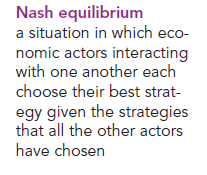 Nash equilibrium
a situation in which eco-
nomic actors interacting
with one another each
choose their best strat-
egy given the strategies
that all the other actors
have chosen